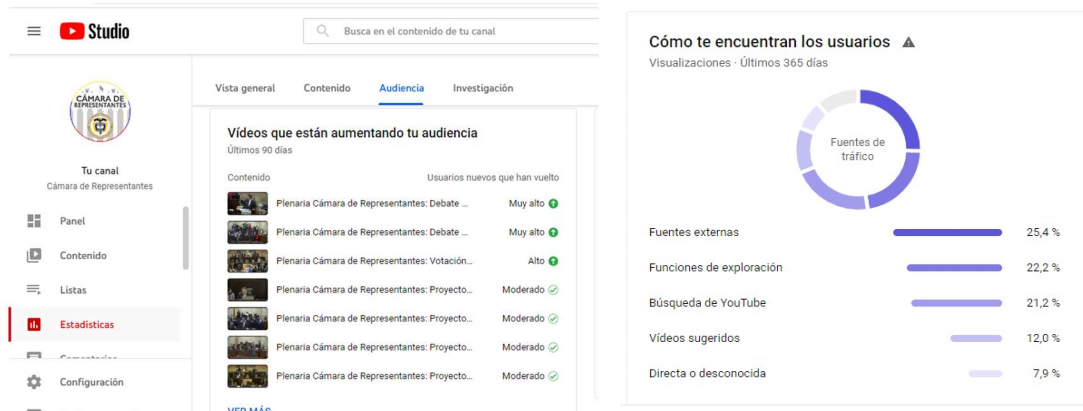 Studio
Busca en el contenido de tu canal
CÁMARA DE
REPRESENTANTES
Tu canal
Cámara de Representantes
Panel
Contenido
Listas
Estadísticas
Comentarios
Configuración
Vista general
Contenido
Audiencia
Investigación
Vídeos que están aumentando tu audiencia
Últimos 90 días
Contenido
Usuarios nuevos que han vuelto
Plenaria Cámara de Representantes: Debate ... Muy alto
Plenaria Cámara de Representantes: Debate ... Muy alto
Plenaria Cámara de Representantes: Votación... Alto
Plenaria Cámara de Representantes: Proyecto... Moderado
Plenaria Cámara de Representantes: Proyecto... Moderado
Plenaria Cámara de Representantes: Proyecto... Moderado
Plenaria Cámara de Representantes: Proyecto... Moderado
VER MÁS
Cómo te encuentran los usuarios
Visualizaciones · Últimos 365 días
Fuentes de
tráfico
Fuentes externas 25,4 %
Funciones de exploración 22,2 %
Búsqueda de YouTube 21,2 %
Vídeos sugeridos 12,0 %
Directa o desconocida 7,9 %